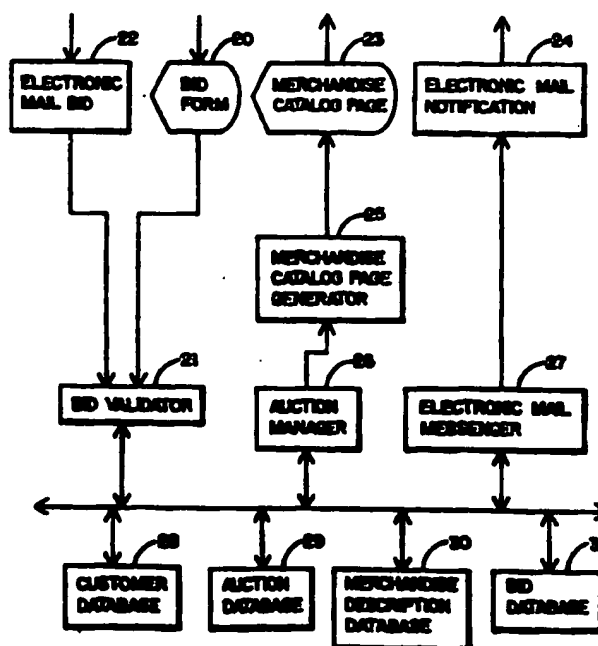 22
20
23
24
ELECTRONIC
MAIL BID
BID
FORM
MERCHANDISE
CATALOG PAGE
ELECTRONIC MAIL
NOTIFICATION
25
MERCHANDISE
CATALOG PAGE
GENERATOR
21
26
27
BID VALIDATOR
AUCTION
MANAGER
ELECTRONIC MAIL
MESSENGER
28
29
30
CUSTOMER
DATABASE
AUCTION
DATABASE
MERCHANDISE
DESCRIPTION
DATABASE
BID
DATABASE